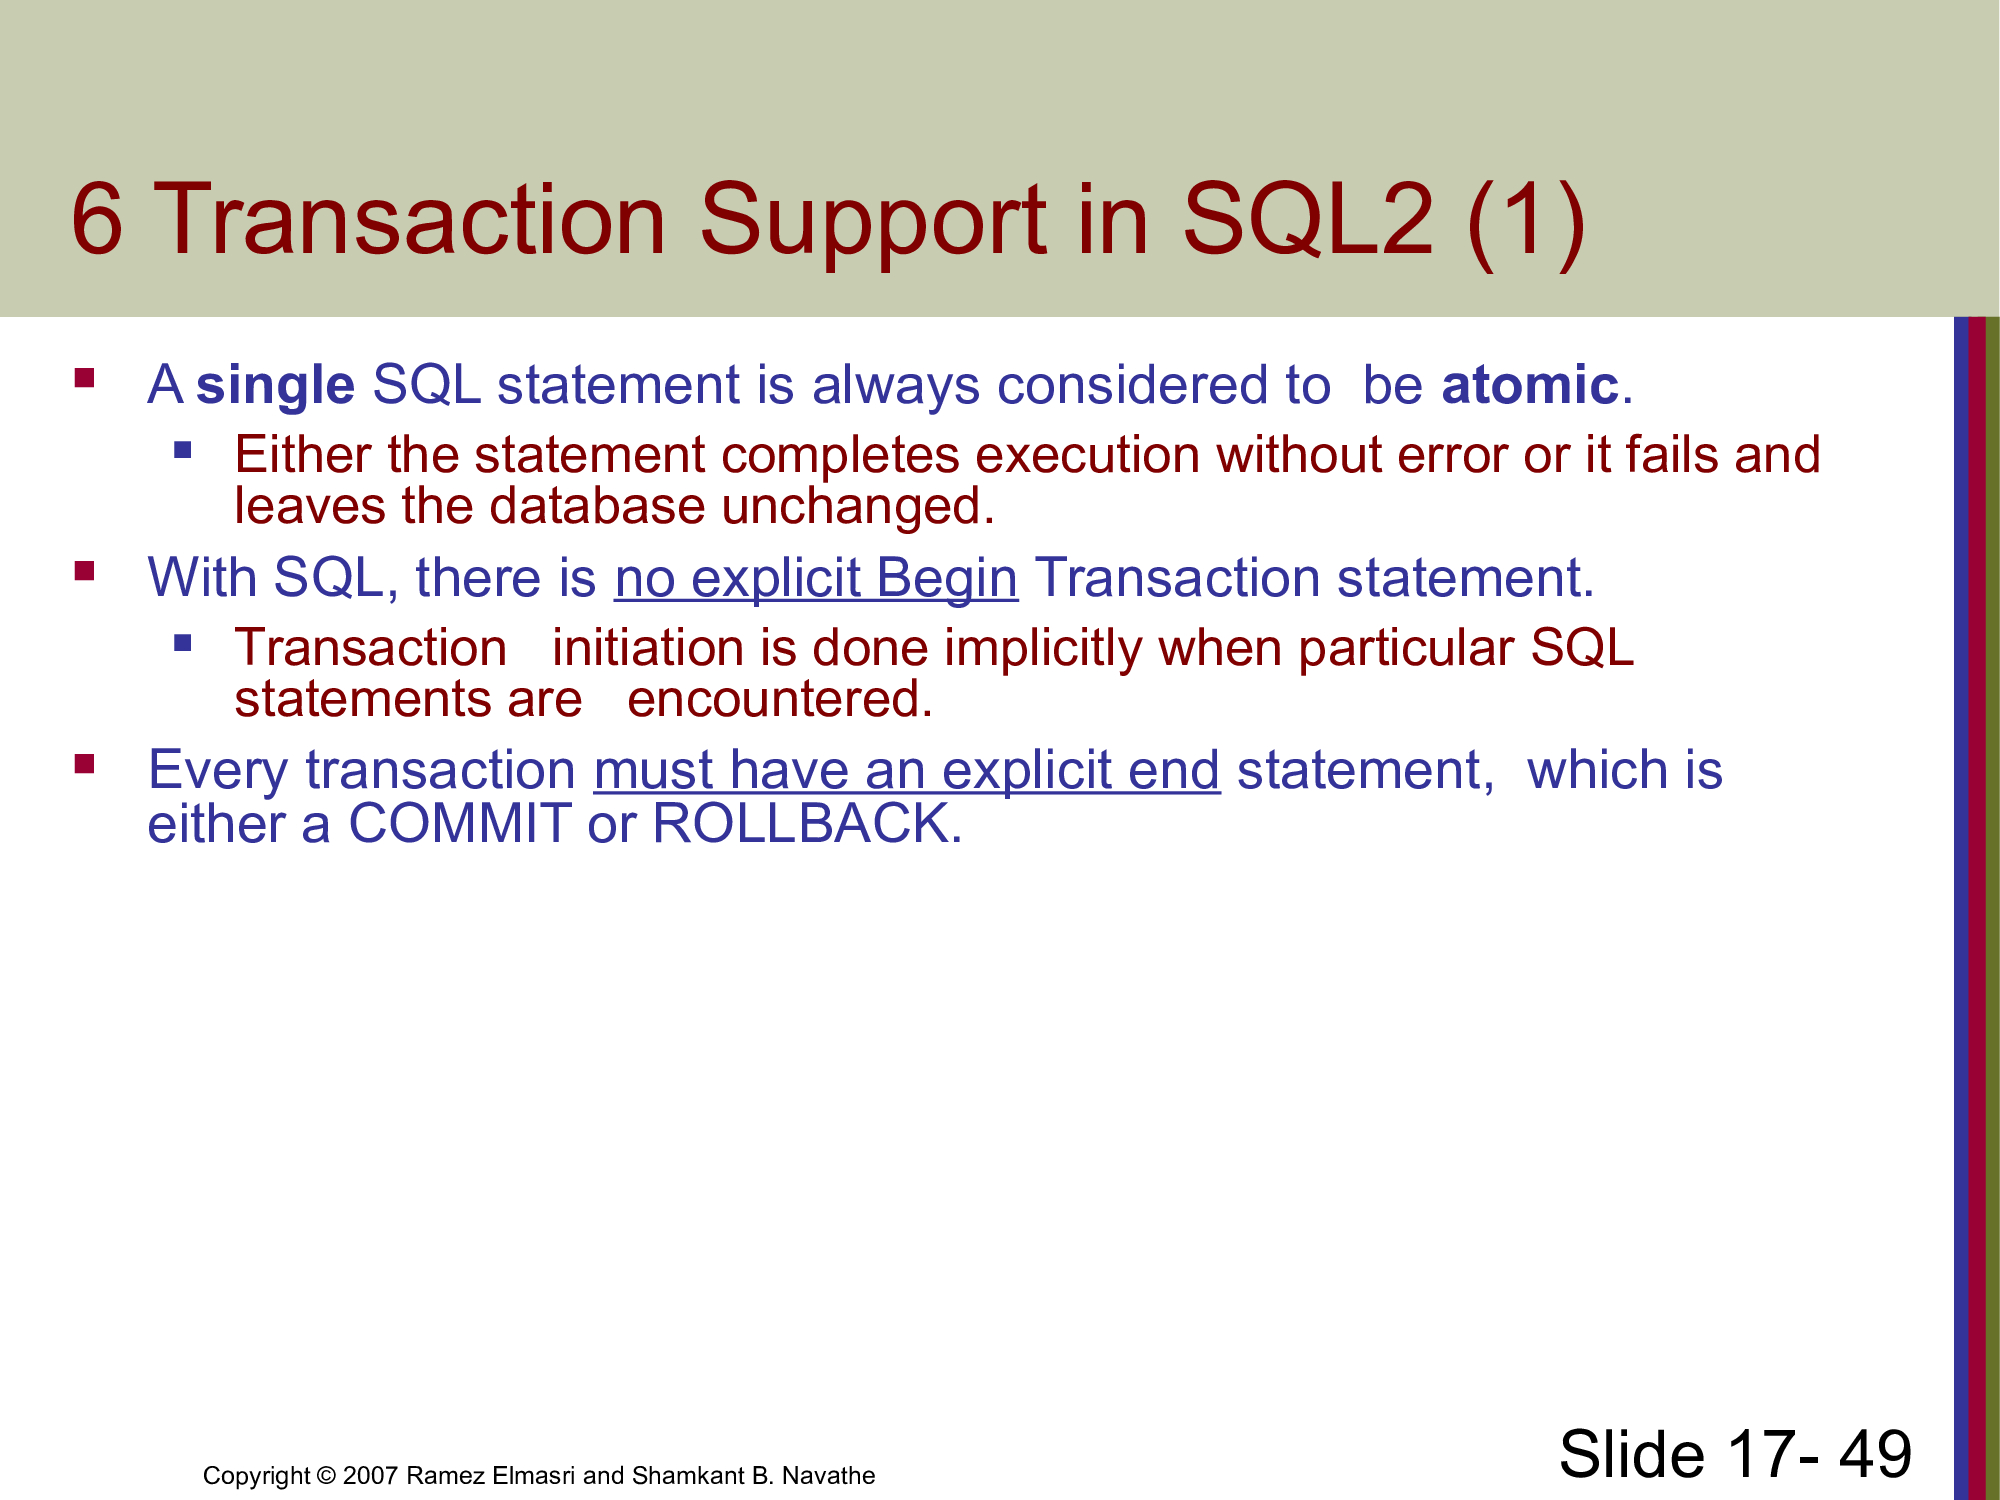 6 Transaction Support in SQL2 (1)
A single SQL statement is always considered to  be atomic.
Either the statement completes execution without error or it fails and
leaves the database unchanged.
With SQL, there is no explicit Begin Transaction statement.
Transaction   initiation is done implicitly when particular SQL
statements are   encountered.
Every transaction must have an explicit end statement,  which is
either a COMMIT or ROLLBACK.
Copyright © 2007 Ramez Elmasri and Shamkant B. Navathe
Slide 17- 49